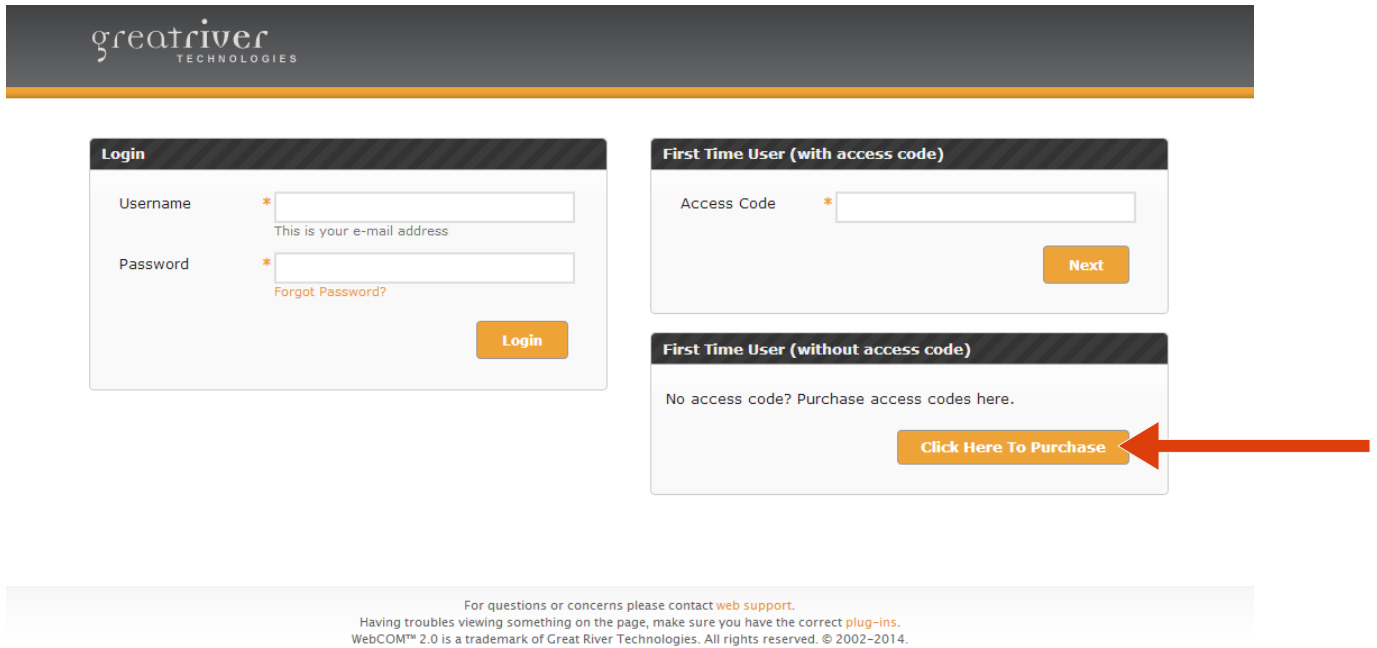 greatriver
TECHNOLOGIES
Login
Username *
This is your e-mail address
Password *
Forgot Password?
Login
First Time User (with access code)
Access Code *
Next
First Time User (without access code)
No access code? Purchase access codes here.
Click Here To Purchase
For questions or concerns please contact web support.
Having troubles viewing something on the page, make sure you have the correct plug-ins.
WebCOM™ 2.0 is a trademark of Great River Technologies. All rights reserved. © 2002-2014.